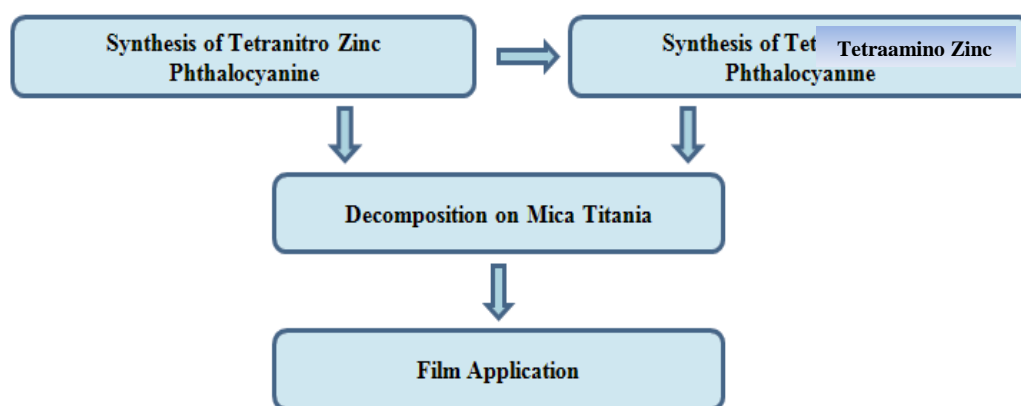 Synthesis of Tetranitro Zinc
Phthalocyanine
Synthesis of Tet
Tetraamino Zinc
Phthalocyanine
Decomposition on Mica Titania
Film Application